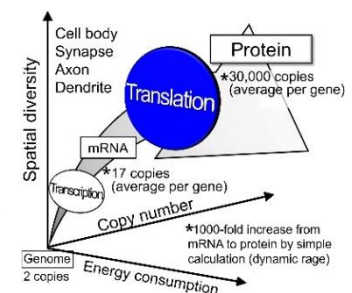 Cell body
Synapse
Axon
Dendrite
Protein
*30,000 copies
(average per gene)
Translation
mRNA
*17 copies
(average per gene)
Transcription
Spatial diversity
Copy number
*1000-fold increase from
mRNA to protein by simple
calculation (dynamic rage)
Genome
2 copies
Energy consumption